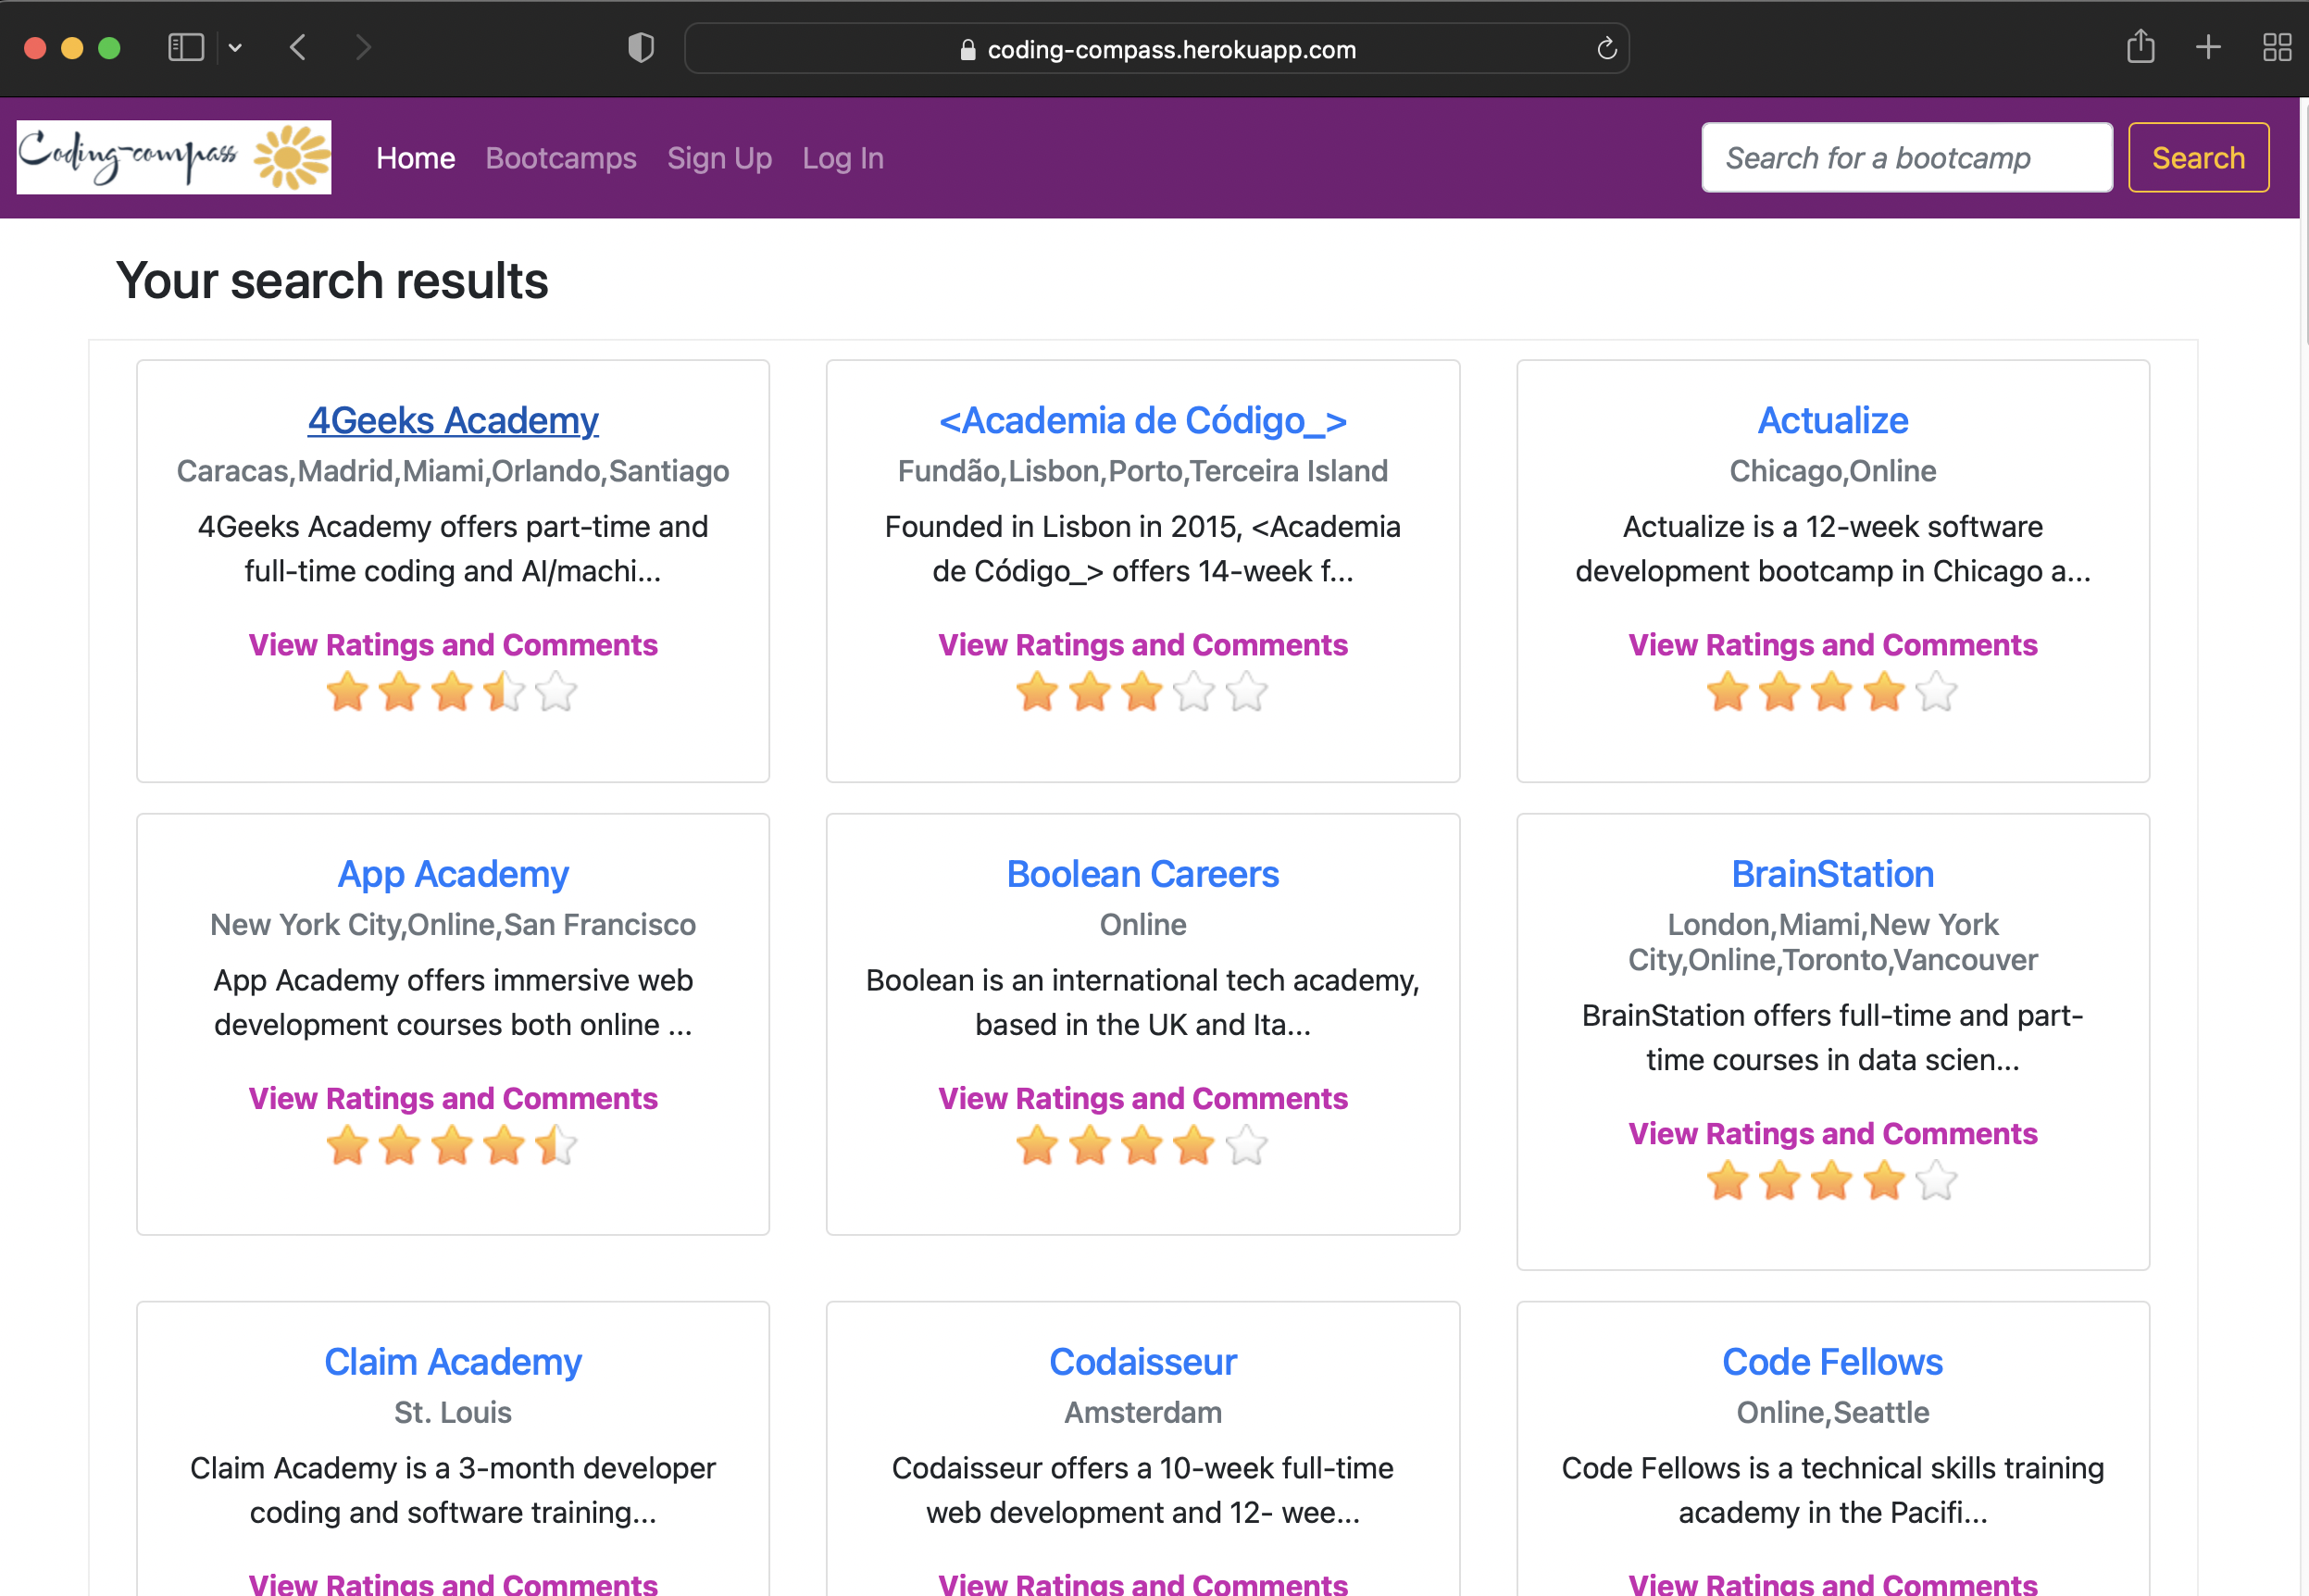 coding-compass.herokuapp.com
Coding-compass
Home Bootcamps Sign Up Log In
Search for a bootcamp Search
Your search results
4Geeks Academy
Caracas,Madrid,Miami,Orlando,Santiago
4Geeks Academy offers part-time and
full-time coding and AI/machi...
View Ratings and Comments
<Academia de Código_>
Fundão,Lisbon,Porto,Terceira Island
Founded in Lisbon in 2015, <Academia
de Código_> offers 14-week f...
View Ratings and Comments
Actualize
Chicago,Online
Actualize is a 12-week software
development bootcamp in Chicago a...
View Ratings and Comments
App Academy
New York City,Online,San Francisco
App Academy offers immersive web
development courses both online ...
View Ratings and Comments
Boolean Careers
Online
Boolean is an international tech academy,
based in the UK and Ita...
View Ratings and Comments
BrainStation
London,Miami,New York
City,Online,Toronto,Vancouver
BrainStation offers full-time and part-
time courses in data scien...
View Ratings and Comments
Claim Academy
St. Louis
Claim Academy is a 3-month developer
coding and software training...
View Ratings and Comments
Codaisseur
Amsterdam
Codaisseur offers a 10-week full-time
web development and 12- wee...
View Ratings and Comments
Code Fellows
Online,Seattle
Code Fellows is a technical skills training
academy in the Pacifi...
View Ratings and Comments